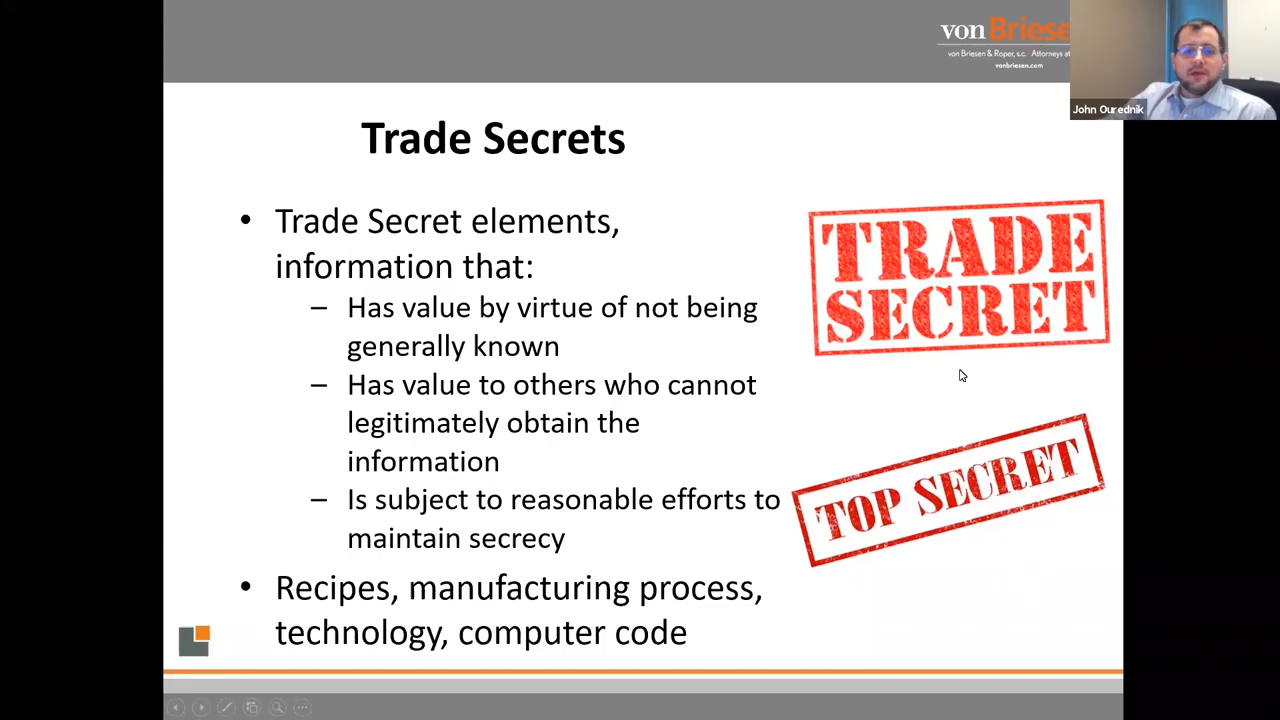 von Briese
von Briesen & Roper, s.c. Attorneys at
vonbriesen.com
John Ourednik
Trade Secrets
• Trade Secret elements,
information that:
– Has value by virtue of not being
generally known
– Has value to others who cannot
legitimately obtain the
information
– Is subject to reasonable efforts to
maintain secrecy
• Recipes, manufacturing process,
technology, computer code
TRADE
SECRET
TOP SECRET